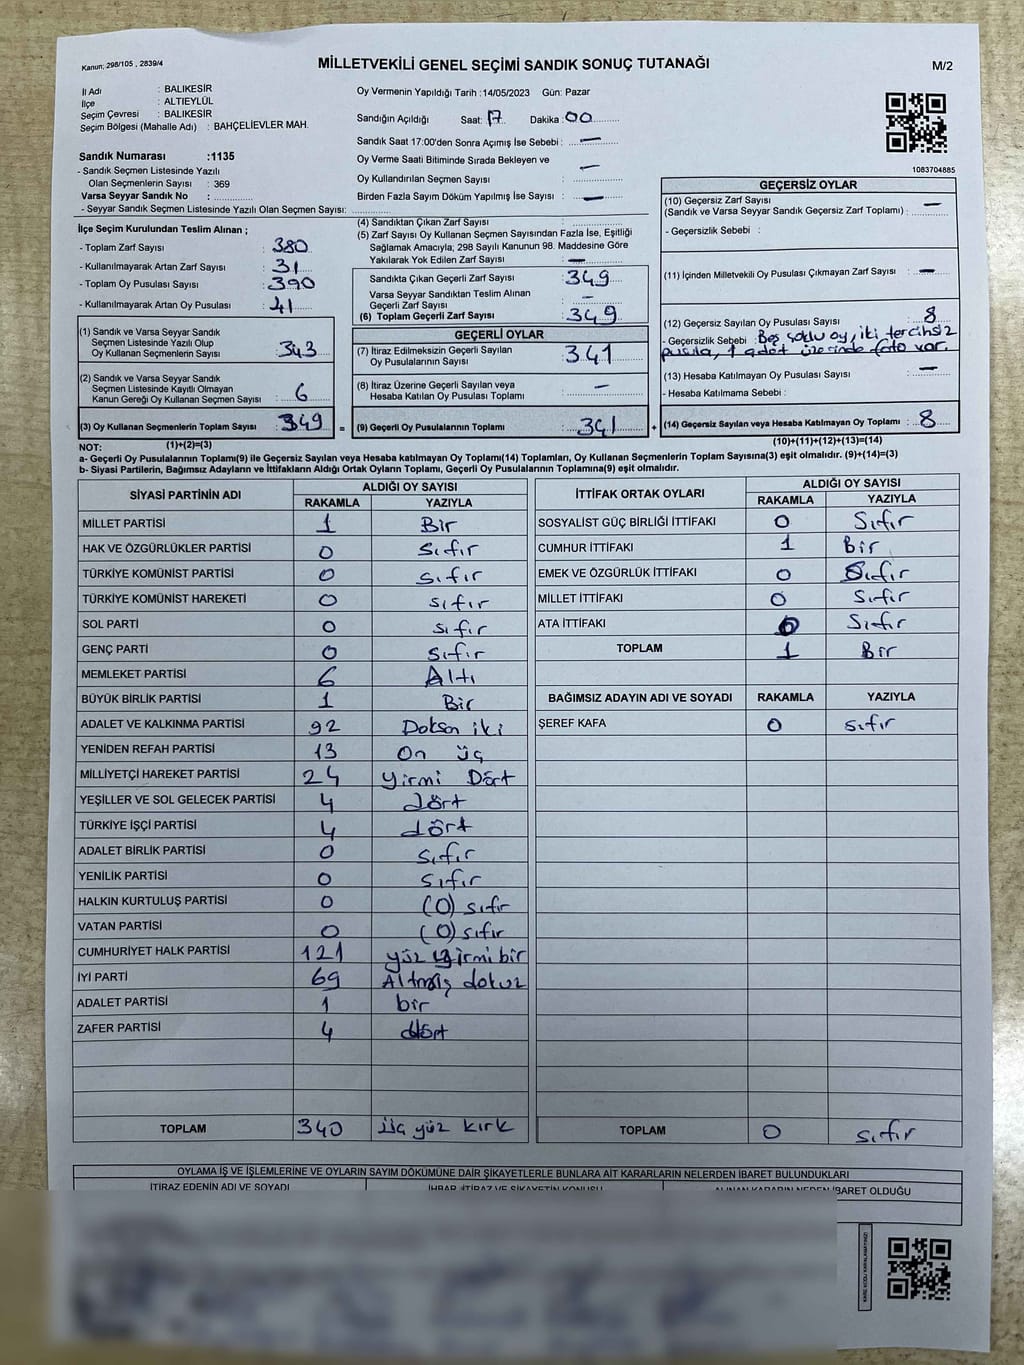 Kanun; 298/105 , 2839/4
MİLLETVEKİLİ GENEL SEÇİMİ SANDIK SONUÇ TUTANAĞI
M/2
İl Adı : BALIKESİR
İlçe : ALTIEYLÜL
Seçim Çevresi : BALIKESİR
Seçim Bölgesi (Mahalle Adı) : BAHÇELİEVLER MAH.
Sandık Numarası :1135
- Sandık Seçmen Listesinde Yazılı
Olan Seçmenlerin Sayısı : 369
Varsa Seyyar Sandık No :
- Seyyar Sandık Seçmen Listesinde Yazılı Olan Seçmen Sayısı:
Oy Vermenin Yapıldığı Tarih :14/05/2023 Gün: Pazar
Sandığın Açıldığı Saat: 17 Dakika : 00
Sandık Saat 17:00'den Sonra Açımış İse Sebebi : —
Oy Verme Saati Bitiminde Sırada Bekleyen ve
Oy Kullandırılan Seçmen Sayısı : —
Birden Fazla Sayım Döküm Yapılmış İse Sayısı : —
1083704885
İlçe Seçim Kurulundan Teslim Alınan ;
- Toplam Zarf Sayısı : 380
- Kullanılmayarak Artan Zarf Sayısı : 31
- Toplam Oy Pusulası Sayısı : 390
- Kullanılmayarak Artan Oy Pusulası : 41
(1) Sandık ve Varsa Seyyar Sandık
Seçmen Listesinde Yazılı Olup
Oy Kullanan Seçmenlerin Sayısı : 343
(2) Sandık ve Varsa Seyyar Sandık
Seçmen Listesinde Kayıtlı Olmayan
Kanun Gereği Oy Kullanan Seçmen Sayısı : 6
(3) Oy Kullanan Seçmenlerin Toplam Sayısı : 349
(1)+(2)=(3)
(4) Sandıktan Çıkan Zarf Sayısı :
(5) Zarf Sayısı Oy Kullanan Seçmen Sayısından Fazla İse, Eşitliği
Sağlamak Amacıyla; 298 Sayılı Kanunun 98. Maddesine Göre
Yakılarak Yok Edilen Zarf Sayısı : —
Sandıkta Çıkan Geçerli Zarf Sayısı : 349
Varsa Seyyar Sandıktan Teslim Alınan
Geçerli Zarf Sayısı : —
(6) Toplam Geçerli Zarf Sayısı : 349
GEÇERLİ OYLAR
(7) İtiraz Edilmeksizin Geçerli Sayılan
Oy Pusulalarının Sayısı : 341
(8) İtiraz Üzerine Geçerli Sayılan veya
Hesaba Katılan Oy Pusulası Toplamı : —
= (9) Geçerli Oy Pusulalarının Toplamı : 341 +
GEÇERSİZ OYLAR
(10) Geçersiz Zarf Sayısı
(Sandık ve Varsa Seyyar Sandık Geçersiz Zarf Toplamı) : —
- Geçersizlik Sebebi :
(11) İçinden Milletvekili Oy Pusulası Çıkmayan Zarf Sayısı : —
(12) Geçersiz Sayılan Oy Pusulası Sayısı : 8
- Geçersizlik Sebebi : Beş soklu oy, iki tercihsiz
pusula, 1 adet üzerinde foto var.
(13) Hesaba Katılmayan Oy Pusulası Sayısı : —
- Hesaba Katılmama Sebebi :
(14) Geçersiz Sayılan veya Hesaba Katılmayan Oy Toplamı : 8
(10)+(11)+(12)+(13)=(14)
NOT:
a- Geçerli Oy Pusulalarının Toplamı(9) ile Geçersiz Sayılan veya Hesaba katılmayan Oy Toplamı(14) Toplamları, Oy Kullanan Seçmenlerin Toplam Sayısına(3) eşit olmalıdır. (9)+(14)=(3)
b- Siyasi Partilerin, Bağımsız Adayların ve İttifakların Aldığı Ortak Oyların Toplamı, Geçerli Oy Pusulalarının Toplamına(9) eşit olmalıdır.
SİYASİ PARTİNİN ADI ALDIĞI OY SAYISI
RAKAMLA YAZIYLA
MİLLET PARTİSİ 1 Bir
HAK VE ÖZGÜRLÜKLER PARTİSİ 0 sıfır
TÜRKİYE KOMÜNİST PARTİSİ 0 sıfır
TÜRKİYE KOMÜNİST HAREKETİ 0 sıfır
SOL PARTİ 0 sıfır
GENÇ PARTİ 0 sıfır
MEMLEKET PARTİSİ 6 Altı
BÜYÜK BİRLİK PARTİSİ 1 Bir
ADALET VE KALKINMA PARTİSİ 92 Doksan iki
YENİDEN REFAH PARTİSİ 13 On üç
MİLLİYETÇİ HAREKET PARTİSİ 24 yirmi Dört
YEŞİLLER VE SOL GELECEK PARTİSİ 4 dört
TÜRKİYE İŞÇİ PARTİSİ 4 dört
ADALET BİRLİK PARTİSİ 0 sıfır
YENİLİK PARTİSİ 0 sıfır
HALKIN KURTULUŞ PARTİSİ 0 (0) sıfır
VATAN PARTİSİ 0 (0) sıfır
CUMHURİYET HALK PARTİSİ 121 yüz yirmi bir
İYİ PARTİ 69 Altmış dokuz
ADALET PARTİSİ 1 bir
ZAFER PARTİSİ 4 dört
TOPLAM 340 üç yüz kırk
İTTİFAK ORTAK OYLARI ALDIĞI OY SAYISI
RAKAMLA YAZIYLA
SOSYALİST GÜÇ BİRLİĞİ İTTİFAKI 0 Sıfır
CUMHUR İTTİFAKI 1 Bir
EMEK VE ÖZGÜRLÜK İTTİFAKI 0 Sıfır
MİLLET İTTİFAKI 0 Sıfır
ATA İTTİFAKI 0 Sıfır
TOPLAM 1 Bir
BAĞIMSIZ ADAYIN ADI VE SOYADI RAKAMLA YAZIYLA
ŞEREF KAFA 0 sıfır
TOPLAM 0 sıfır
OYLAMA İŞ VE İŞLEMLERİNE VE OYLARIN SAYIM DÖKÜMÜNE DAİR ŞİKAYETLERLE BUNLARA AİT KARARLARIN NELERDEN İBARET BULUNDUKLARI
İTİRAZ EDENİN ADI VE SOYADI İHBAR, İTİRAZ VE ŞİKAYETİN KONUSU ALINAN KARARIN NEDEN İBARET OLDUĞU
KARE KODU KARALAMAYINIZ!